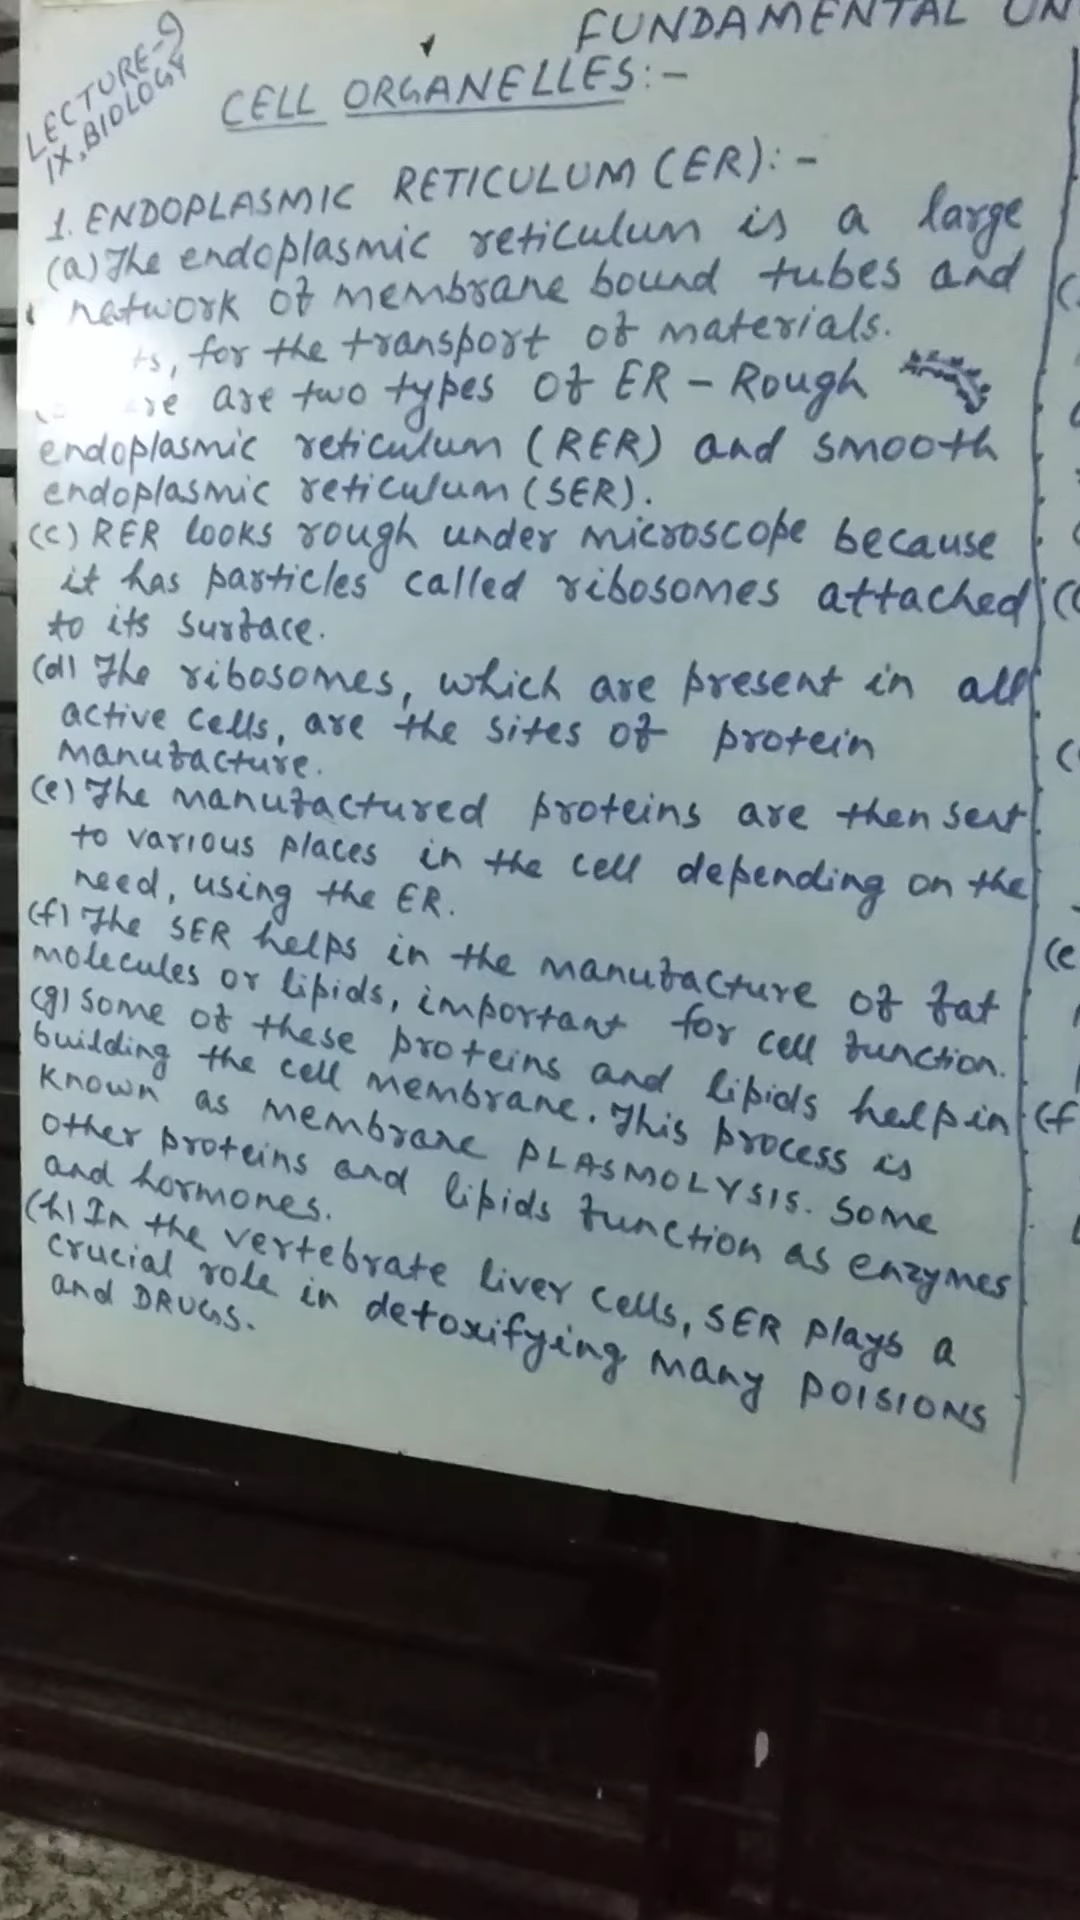 LECTURE-9
IX, BIOLOGY
FUNDAMENTAL UN
CELL ORGANELLES:-
1. ENDOPLASMIC RETICULUM (ER):-
(a) The endoplasmic reticulum is a large
network of membrane bound tubes and
ts, for the transport of materials.
re are two types of ER - Rough
endoplasmic reticulum (RER) and smooth
endoplasmic reticulum (SER).
(c) RER looks rough under microscope because
it has particles called ribosomes attached
to its surface.
(d) The ribosomes, which are present in all
active cells, are the sites of protein
manufacture.
(e) The manufactured proteins are then sent
to various places in the cell depending on the
need, using the ER.
(f) The SER helps in the manufacture of fat
molecules or lipids, important for cell function.
(g) Some of these proteins and lipids help in
building the cell membrane. This process is
known as membrane PLASMOLYSIS. Some
other proteins and lipids function as enzymes
and hormones.
(h) In the vertebrate liver cells, SER plays a
crucial role in detoxifying many POISIONS
and DRUGS.
(e
(f